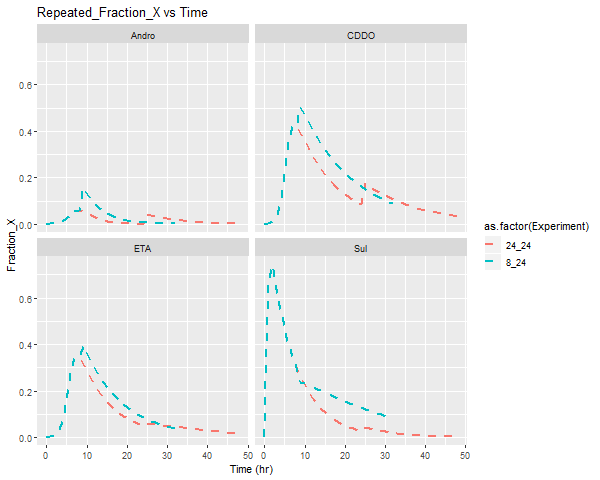 Repeated_Fraction_X vs Time
Andro
CDDO
0.6
0.4
0.2
0.0
ETA
Sul
0.6
0.4
0.2
0.0
0 10 20 30 40 50 0 10 20 30 40 50
Time (hr)
Fraction_X
as.factor(Experiment)
24_24
8_24